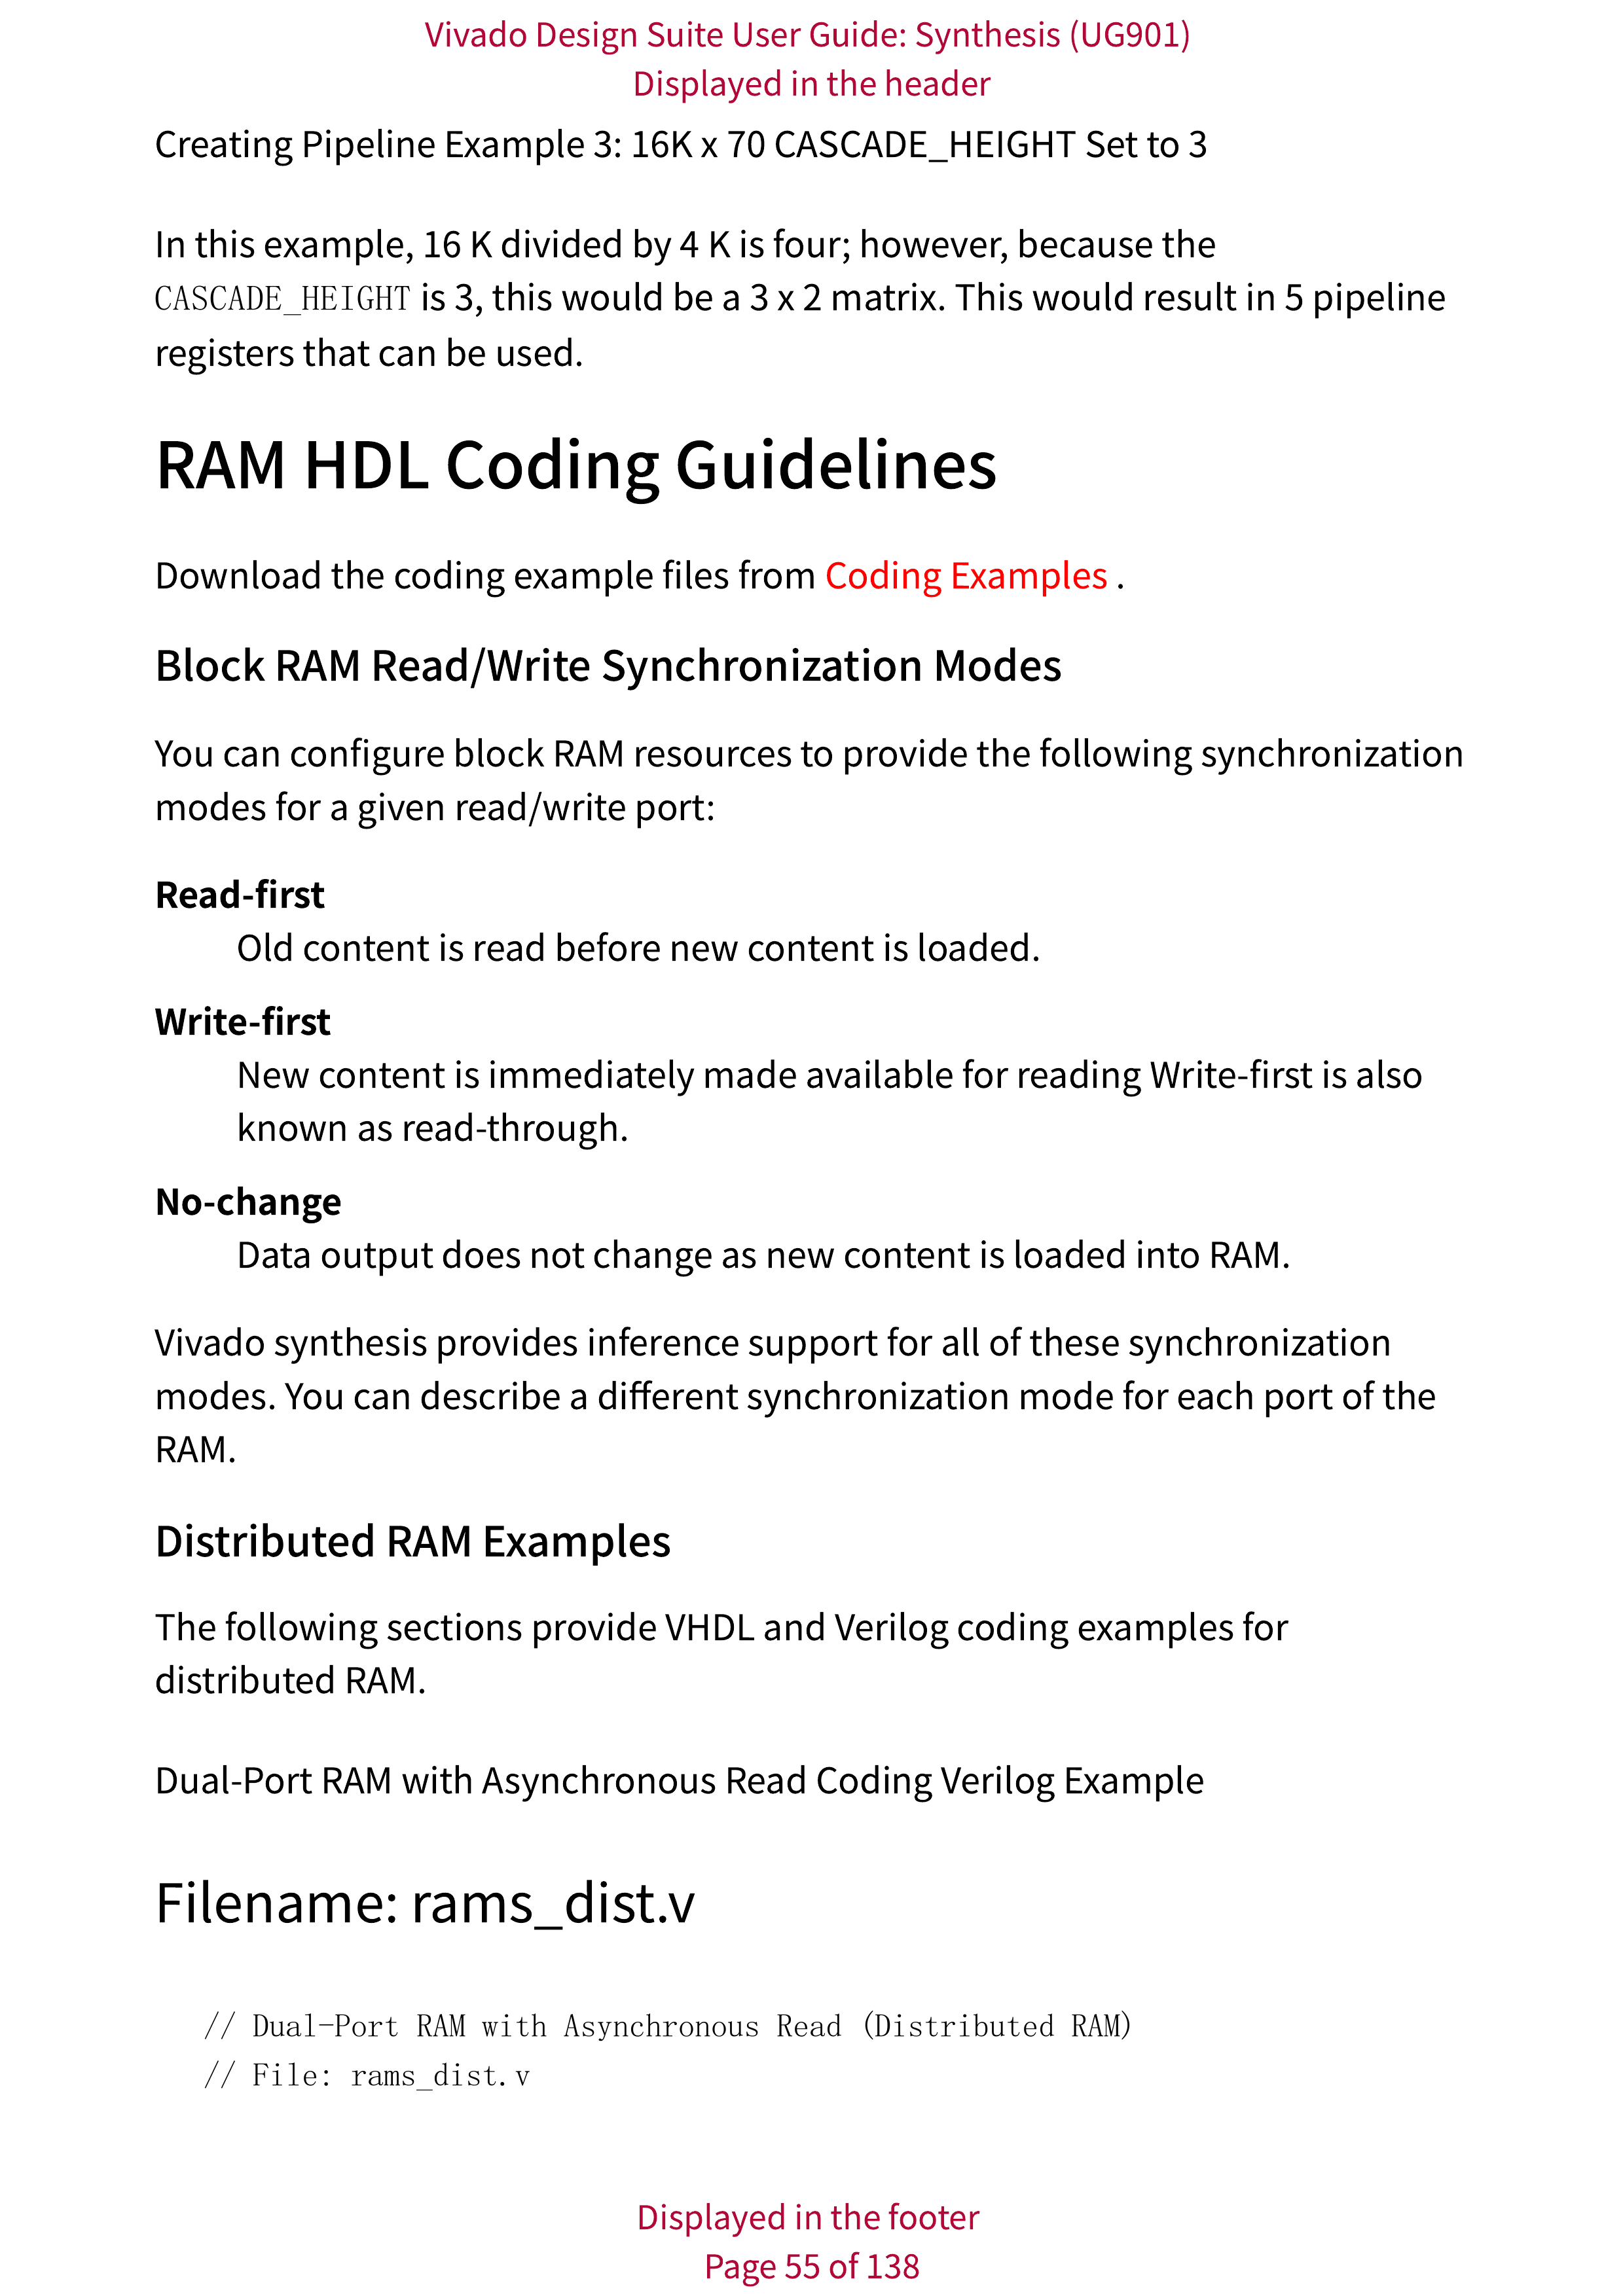 Vivado Design Suite User Guide: Synthesis (UG901)
Displayed in the header
Creating Pipeline Example 3: 16K x 70 CASCADE_HEIGHT Set to 3
In this example, 16 K divided by 4 K is four; however, because the
CASCADE_HEIGHT is 3, this would be a 3 x 2 matrix. This would result in 5 pipeline
registers that can be used.
RAM HDL Coding Guidelines
Download the coding example files from Coding Examples .
Block RAM Read/Write Synchronization Modes
You can configure block RAM resources to provide the following synchronization
modes for a given read/write port:
Read-first
Old content is read before new content is loaded.
Write-first
New content is immediately made available for reading Write-first is also
known as read-through.
No-change
Data output does not change as new content is loaded into RAM.
Vivado synthesis provides inference support for all of these synchronization
modes. You can describe a different synchronization mode for each port of the
RAM.
Distributed RAM Examples
The following sections provide VHDL and Verilog coding examples for
distributed RAM.
Dual-Port RAM with Asynchronous Read Coding Verilog Example
Filename: rams_dist.v
// Dual-Port RAM with Asynchronous Read (Distributed RAM)
// File: rams_dist.v
Displayed in the footer
Page 55 of 138